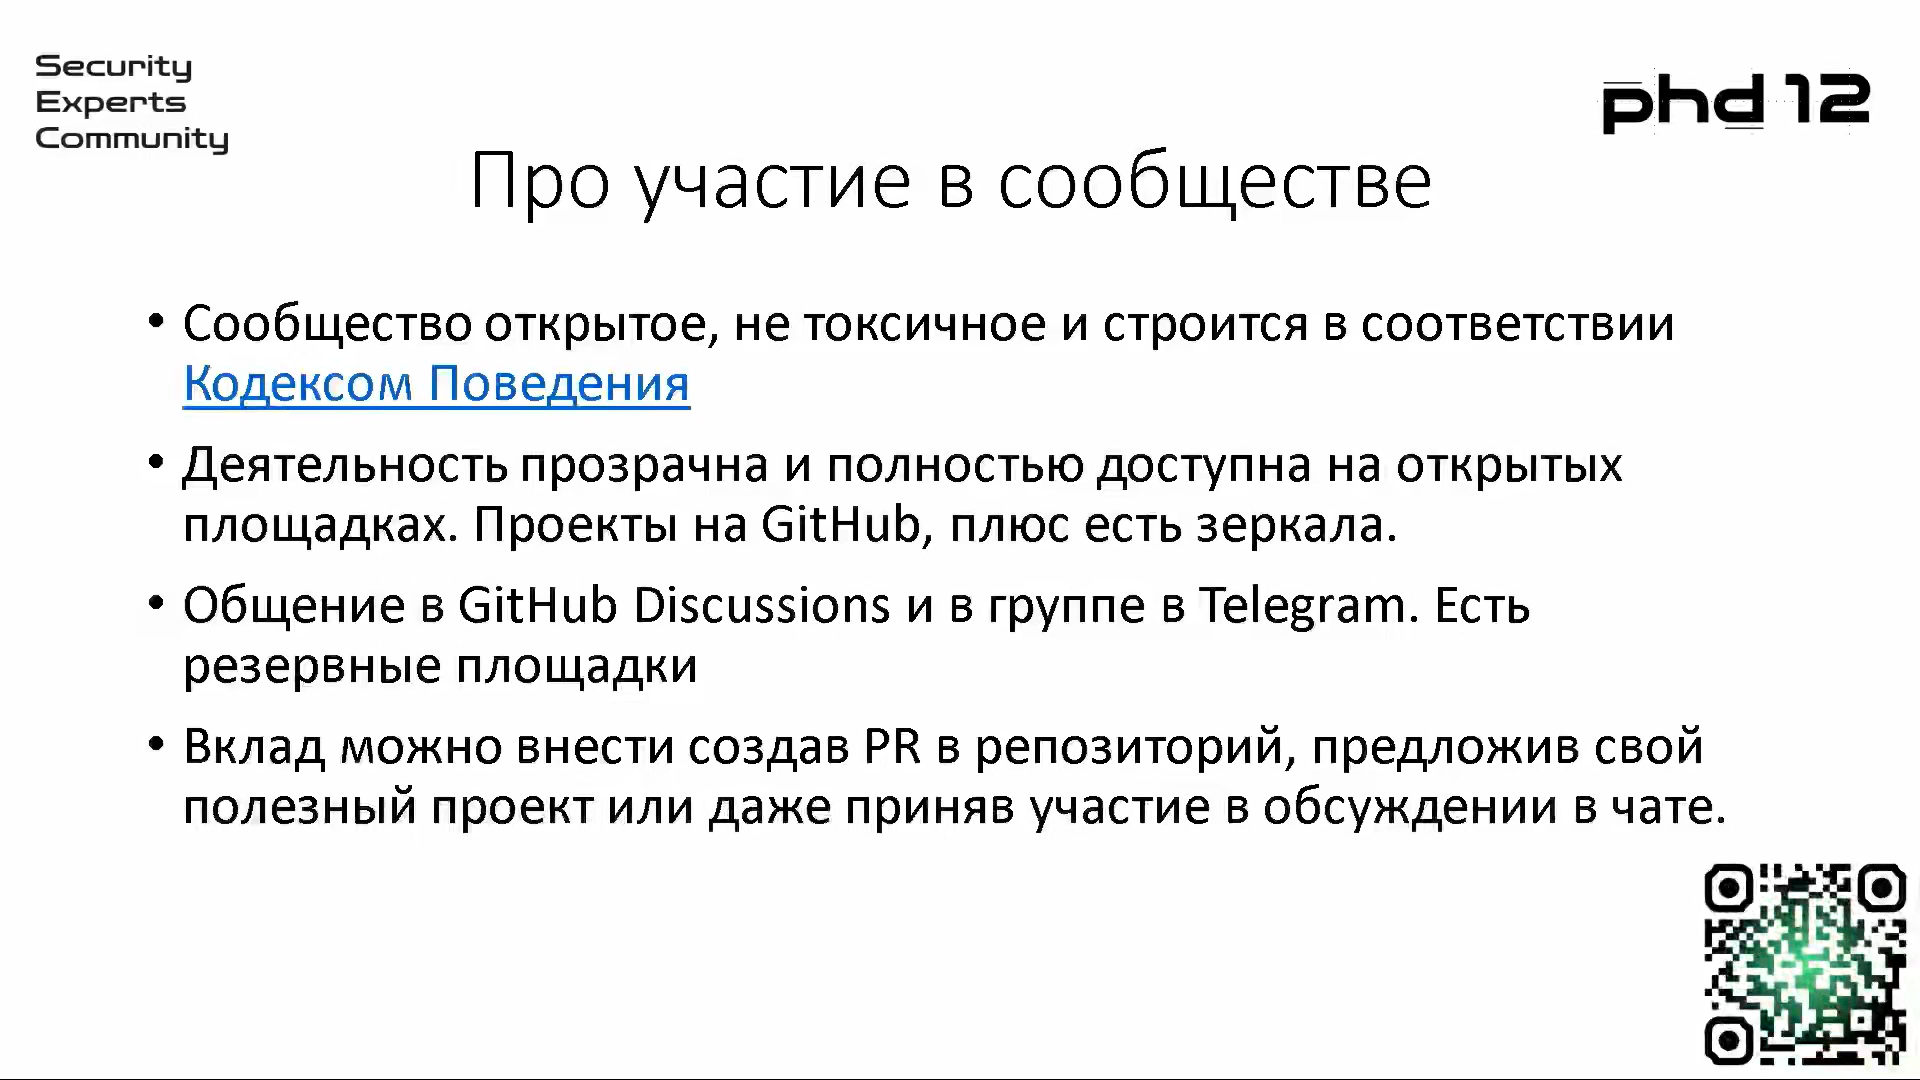 Security
Experts
Community
phd 12
Про участие в сообществе
• Сообщество открытое, не токсичное и строится в соответствии
Кодексом Поведения
• Деятельность прозрачна и полностью доступна на открытых
площадках. Проекты на GitHub, плюс есть зеркала.
• Общение в GitHub Discussions и в группе в Telegram. Есть
резервные площадки
• Вклад можно внести создав PR в репозиторий, предложив свой
полезный проект или даже приняв участие в обсуждении в чате.